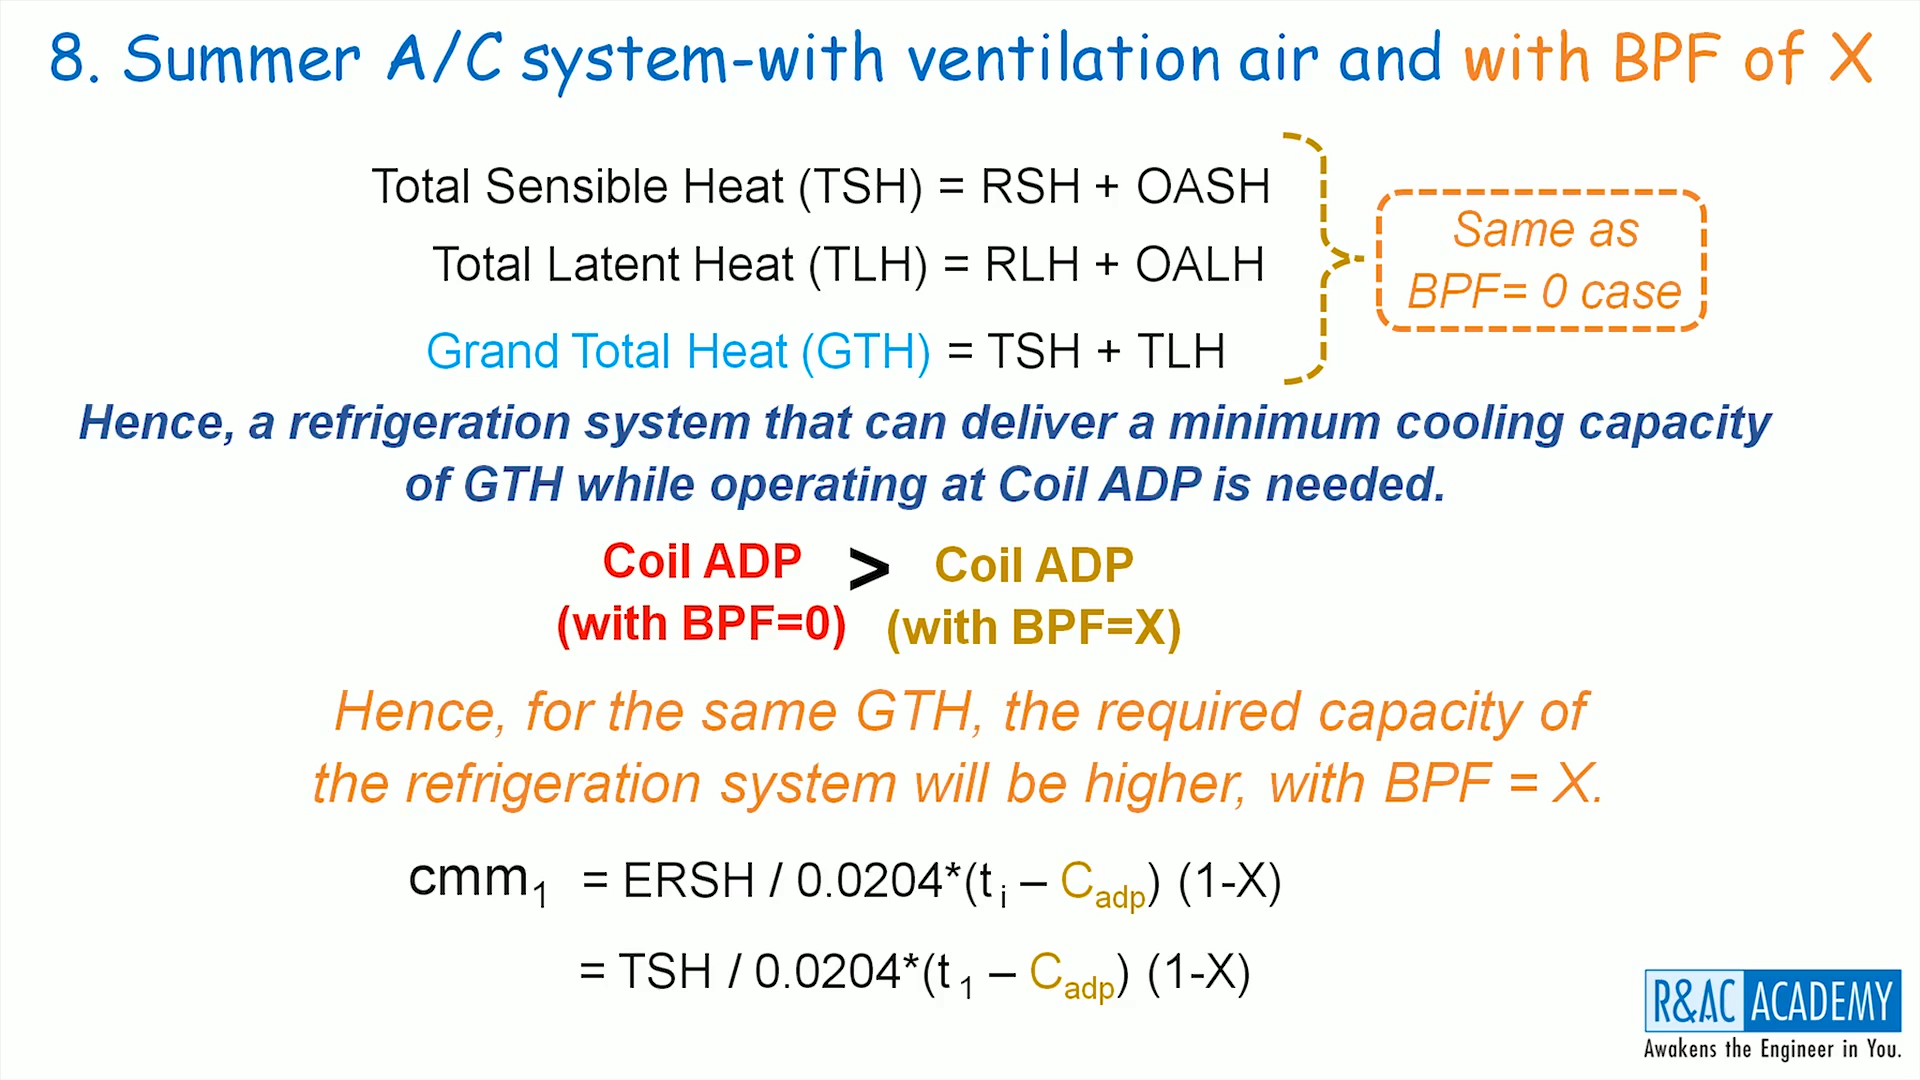 8. Summer A/C system-with ventilation air and with BPF of X
Total Sensible Heat (TSH) = RSH + OASH
Total Latent Heat (TLH) = RLH + OALH
Grand Total Heat (GTH) = TSH + TLH
Same as
BPF= 0 case
Hence, a refrigeration system that can deliver a minimum cooling capacity
of GTH while operating at Coil ADP is needed.
Coil ADP > Coil ADP
(with BPF=0) (with BPF=X)
Hence, for the same GTH, the required capacity of
the refrigeration system will be higher, with BPF = X.
cmm₁ = ERSH / 0.0204*(t i – Cadp) (1-X)
= TSH / 0.0204*(t 1 – Cadp) (1-X)
R&AC ACADEMY
Awakens the Engineer in You.